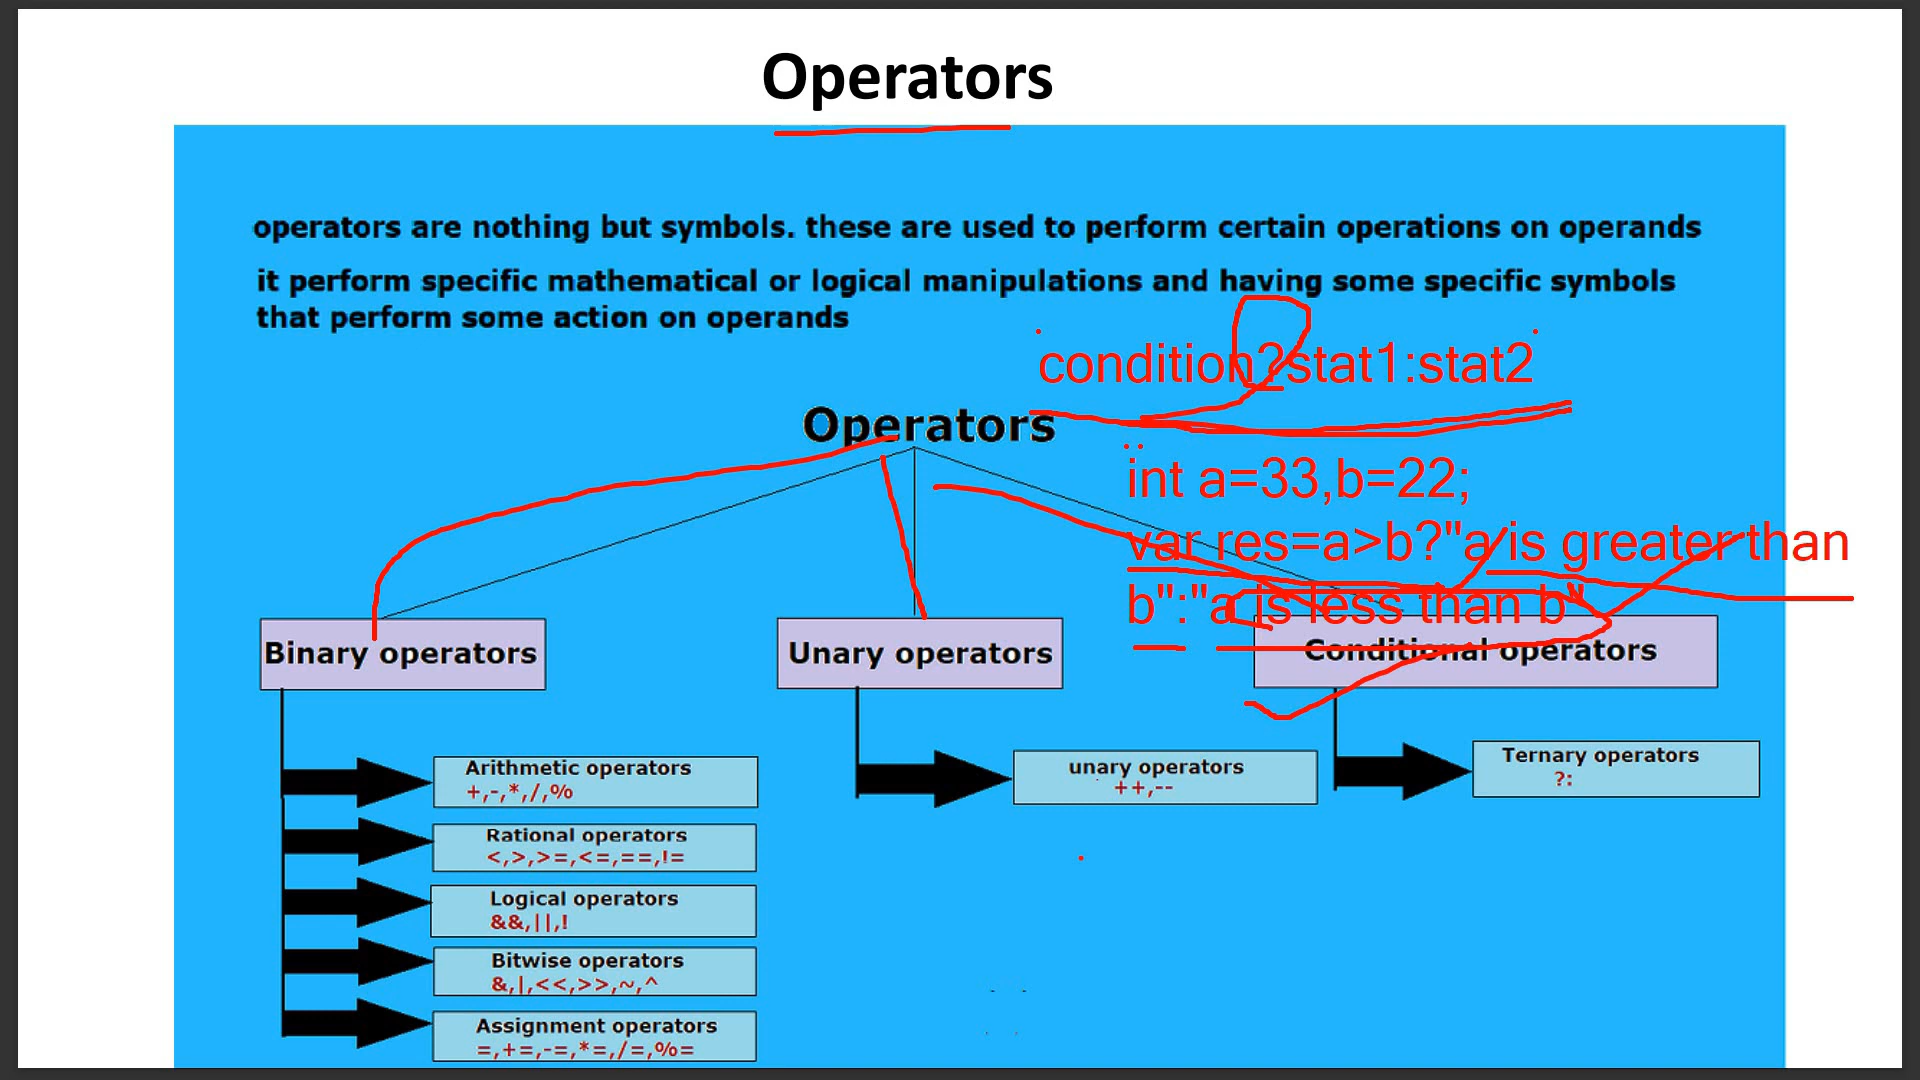 Operators
operators are nothing but symbols. these are used to perform certain operations on operands
it perform specific mathematical or logical manipulations and having some specific symbols
that perform some action on operands
condition?stat1:stat2
Operators
int a=33,b=22;
var res=a>b?"a is greater than
b":"a is less than b"
Binary operators
Unary operators
Conditional operators
Arithmetic operators
+,-,*,/,%
Rational operators
<,>,>=,<=,==,!=
Logical operators
&&,||,!
Bitwise operators
&,|,<<,>>,~,^
Assignment operators
=,+=,-=,*=,/=,%=
unary operators
++,--
Ternary operators
?: